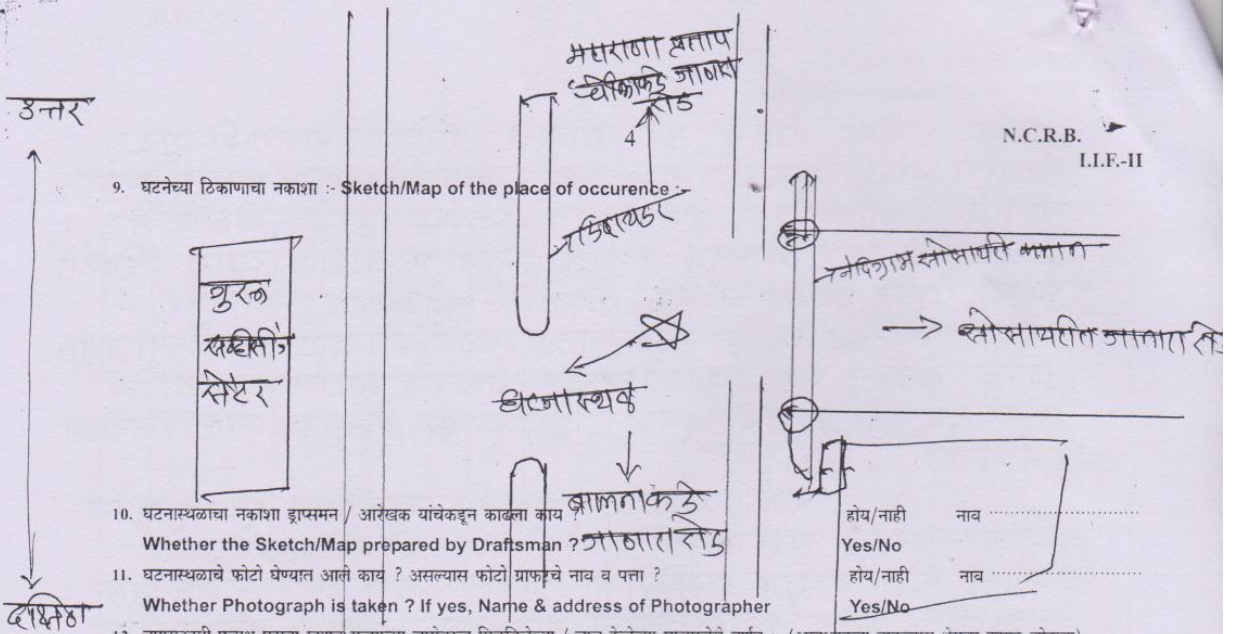 महाराणा प्रताप
चौकाकडे जाणारा
रोड
उत्तर
4
N.C.R.B.
I.I.F.-II
9. घटनेच्या ठिकाणाचा नकाशा :- Sketch/Map of the place of occurence :-
डिवायडर
सोसायटी कमान
सर्व्हिसींग
सेंटर
सोसायटीत जाणारा रोड
घटनास्थळ
10. घटनास्थळाचा नकाशा ड्राप्समन / आरेखक यांचेकडून काढला काय ? होय/नाही नाव
Whether the Sketch/Map prepared by Draftsman ? Yes/No
जाणारा रोड
11. घटनास्थळाचे फोटो घेण्यात आले काय ? असल्यास फोटो ग्राफरचे नाव व पत्ता ? होय/नाही नाव
Whether Photograph is taken ? If yes, Name & address of Photographer Yes/No
दक्षिण